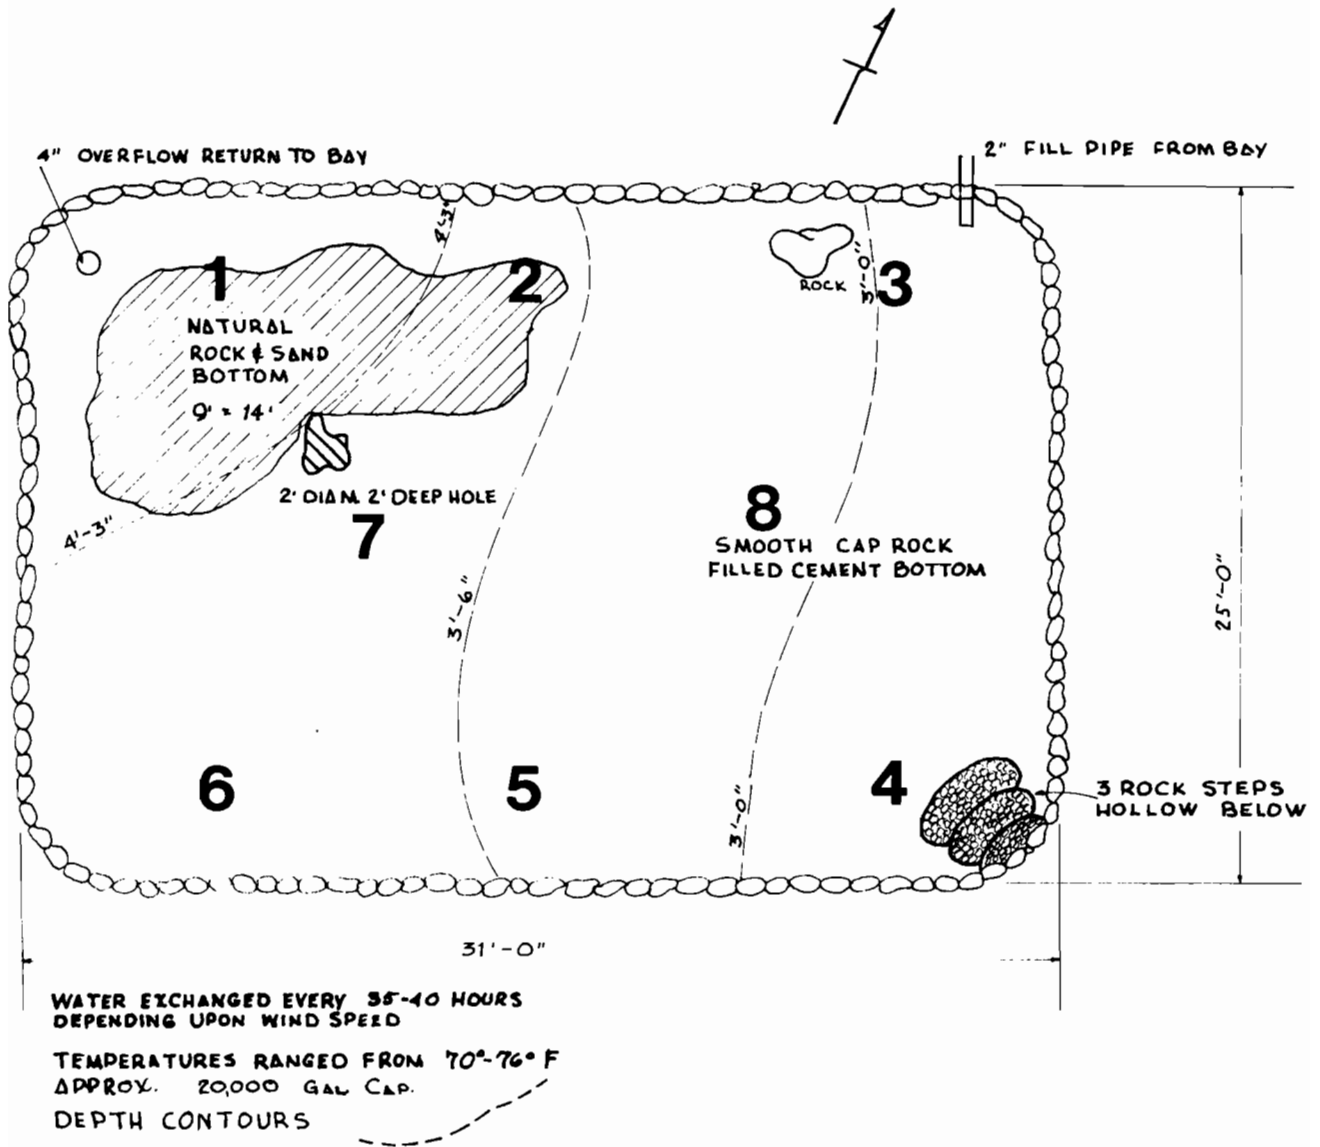 4" OVERFLOW RETURN TO BAY
2" FILL PIPE FROM BAY
4'-3"
1
2
ROCK
3'-0"
3
NATURAL
ROCK & SAND
BOTTOM
9' x 14'
2' DIAM. 2' DEEP HOLE
4'-3"
7
8
SMOOTH CAP ROCK
FILLED CEMENT BOTTOM
3'-6"
25'-0"
6
5
4
3'-0"
3 ROCK STEPS
HOLLOW BELOW
31'-0"
WATER EXCHANGED EVERY 35-40 HOURS
DEPENDING UPON WIND SPEED
TEMPERATURES RANGED FROM 70°-76° F
APPROX. 20,000 GAL CAP.
DEPTH CONTOURS